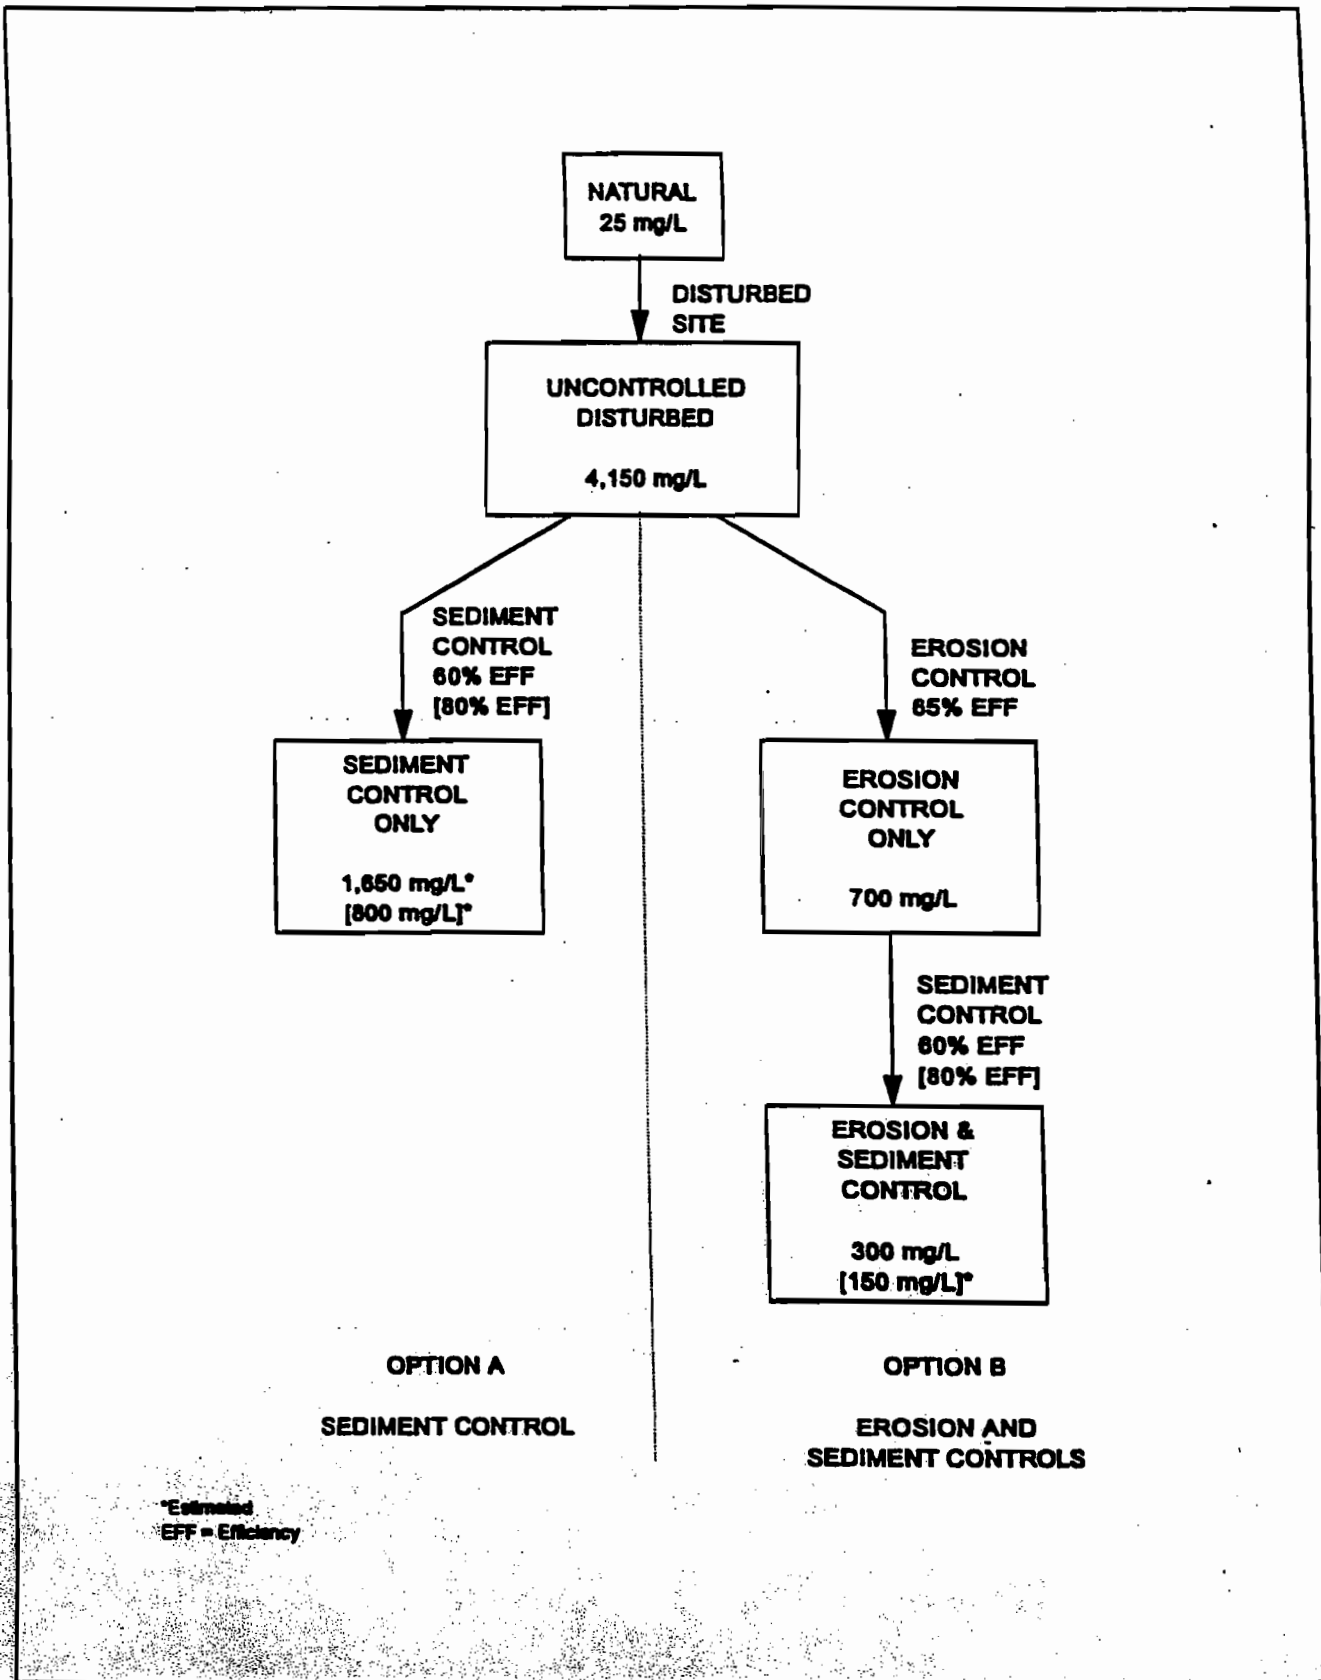 NATURAL
25 mg/L
DISTURBED
SITE
UNCONTROLLED
DISTURBED
4,150 mg/L
SEDIMENT
CONTROL
60% EFF
[80% EFF]
SEDIMENT
CONTROL
ONLY
1,650 mg/L*
[800 mg/L]*
EROSION
CONTROL
85% EFF
EROSION
CONTROL
ONLY
700 mg/L
SEDIMENT
CONTROL
60% EFF
[80% EFF]
EROSION &
SEDIMENT
CONTROL
300 mg/L
[150 mg/L]*
OPTION A
SEDIMENT CONTROL
OPTION B
EROSION AND
SEDIMENT CONTROLS
*Estimated
EFF = Efficiency